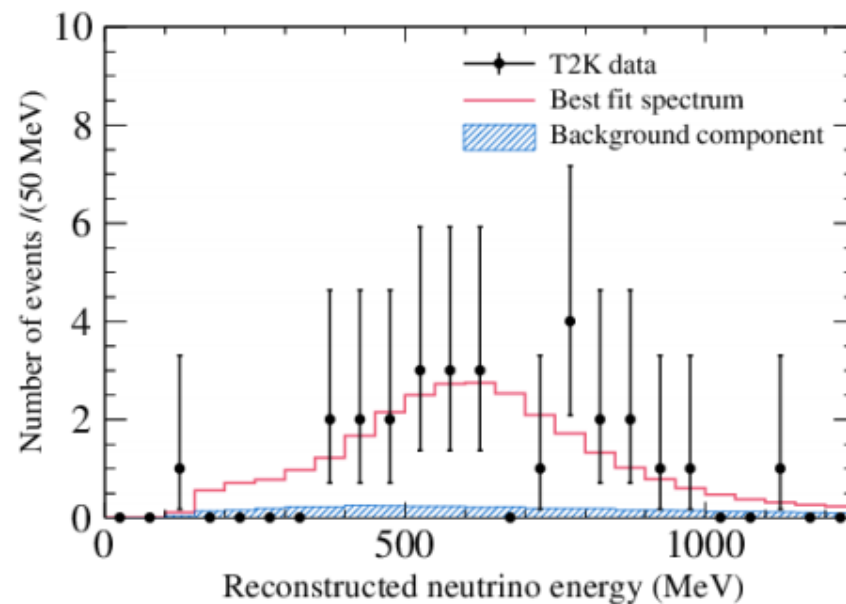 10
8
6
4
2
0
Number of events /(50 MeV)
T2K data
Best fit spectrum
Background component
0
500
1000
Reconstructed neutrino energy (MeV)